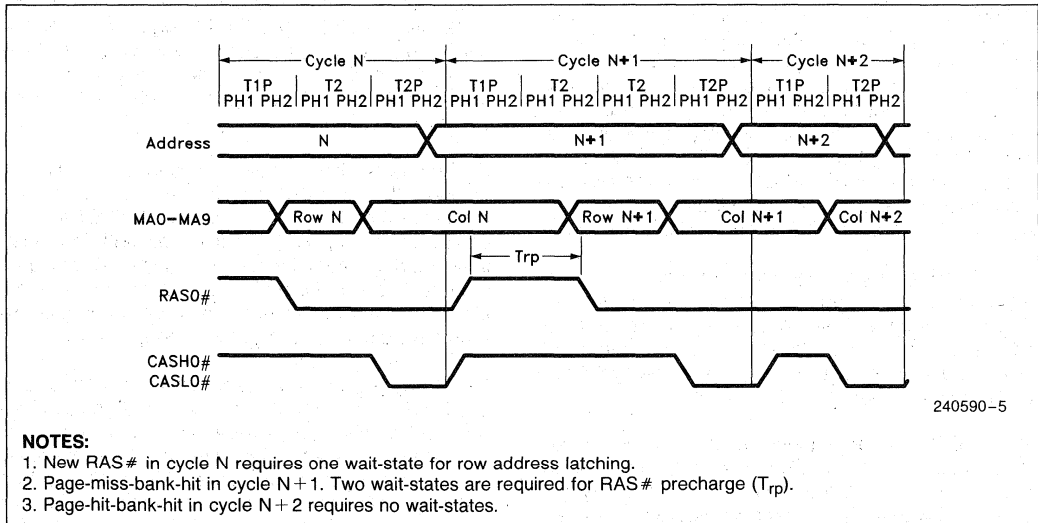 Cycle N Cycle N+1 Cycle N+2
T1P T2 T2P T1P T2 T2 T2P T1P T2P
PH1 PH2 PH1 PH2 PH1 PH2 PH1 PH2 PH1 PH2 PH1 PH2 PH1 PH2 PH1 PH2 PH1 PH2
Address N N+1 N+2
MA0-MA9 Row N Col N Row N+1 Col N+1 Col N+2
Trp
RAS0#
CASH0#
CASL0#
240590-5
NOTES:
1. New RAS# in cycle N requires one wait-state for row address latching.
2. Page-miss-bank-hit in cycle N+1. Two wait-states are required for RAS# precharge (Trp).
3. Page-hit-bank-hit in cycle N+2 requires no wait-states.